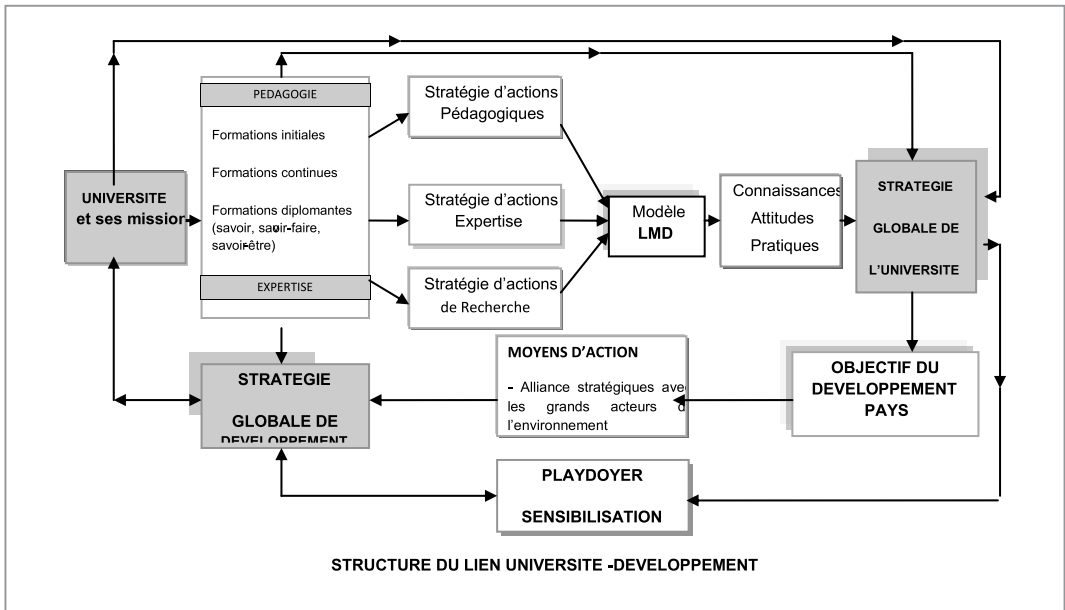 UNIVERSITE
et ses mission
PEDAGOGIE
Formations initiales
Formations continues
Formations diplomantes
(savoir, savoir-faire,
savoir-être)
EXPERTISE
Stratégie d'actions
Pédagogiques
Stratégie d'actions
Expertise
Stratégie d'actions
de Recherche
Modèle
LMD
Connaissances
Attitudes
Pratiques
STRATEGIE
GLOBALE DE
L'UNIVERSITE
STRATEGIE
GLOBALE DE
DEVELOPPEMENT
MOYENS D'ACTION
- Alliance stratégiques ave
les grands acteurs d
l'environnement
OBJECTIF DU
DEVELOPPEMENT
PAYS
PLAYDOYER
SENSIBILISATION
STRUCTURE DU LIEN UNIVERSITE -DEVELOPPEMENT